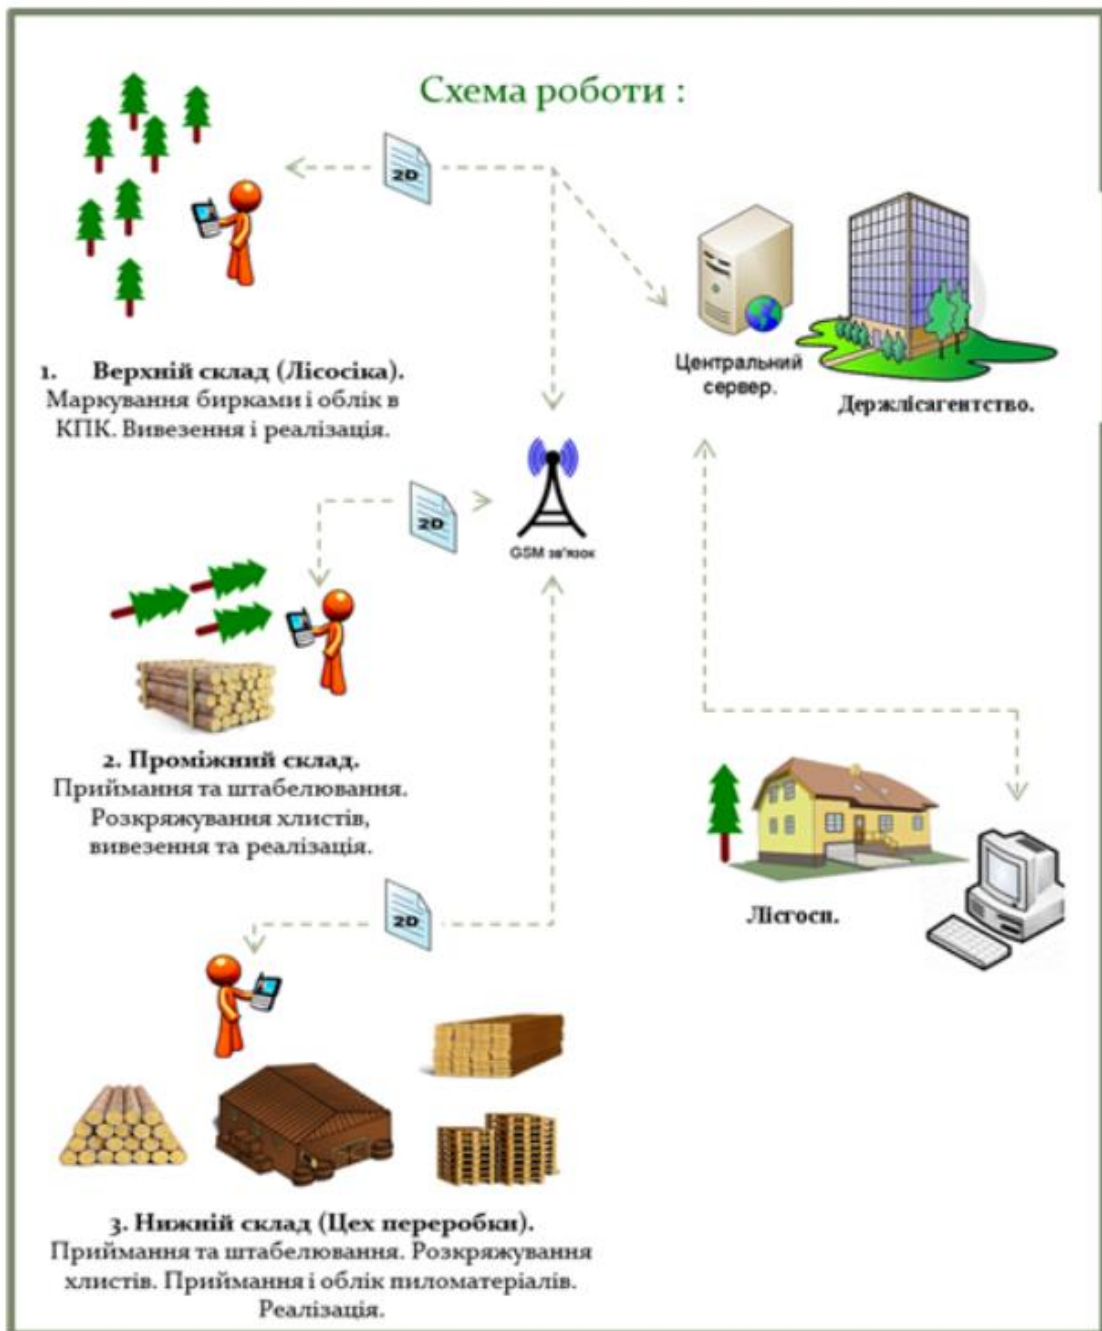 Схема роботи :
2D
1. Верхній склад (Лісосіка).
Маркування бирками і облік в
КПК. Вивезення і реалізація.
Центральний
сервер.
Держлісагентство.
2D
GSM зв'язок
2. Проміжний склад.
Приймання та штабелювання.
Розкряжування хлистів,
вивезення та реалізація.
Лісгосп.
2D
3. Нижній склад (Цех переробки).
Приймання та штабелювання. Розкряжування
хлистів. Приймання і облік пиломатеріалів.
Реалізація.